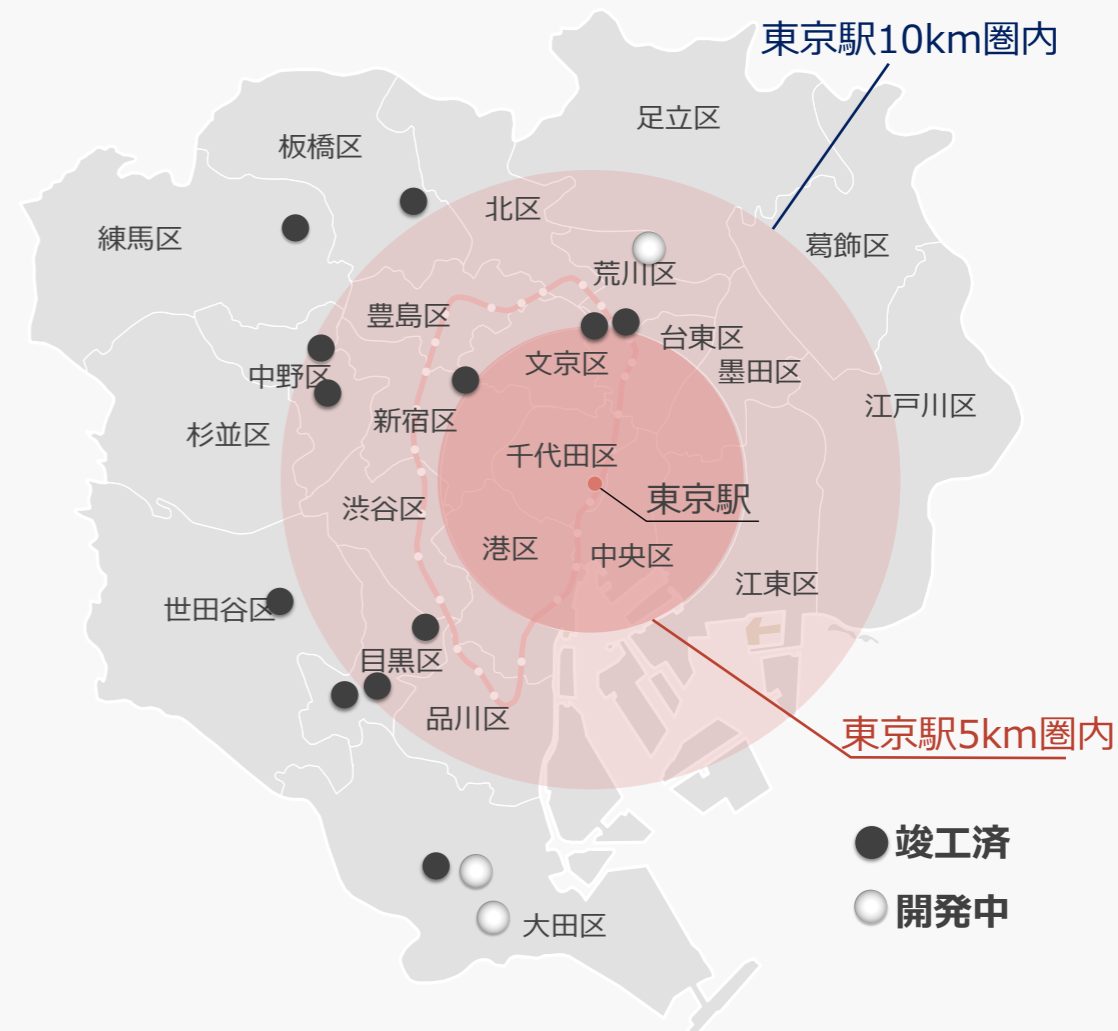 東京駅10km圏内
足立区
板橋区
北区
練馬区
葛飾区
荒川区
豊島区
台東区
文京区
墨田区
中野区
江戸川区
新宿区
杉並区
千代田区
東京駅
渋谷区
港区
中央区
江東区
世田谷区
目黒区
品川区
東京駅5km圏内
竣工済
開発中
大田区